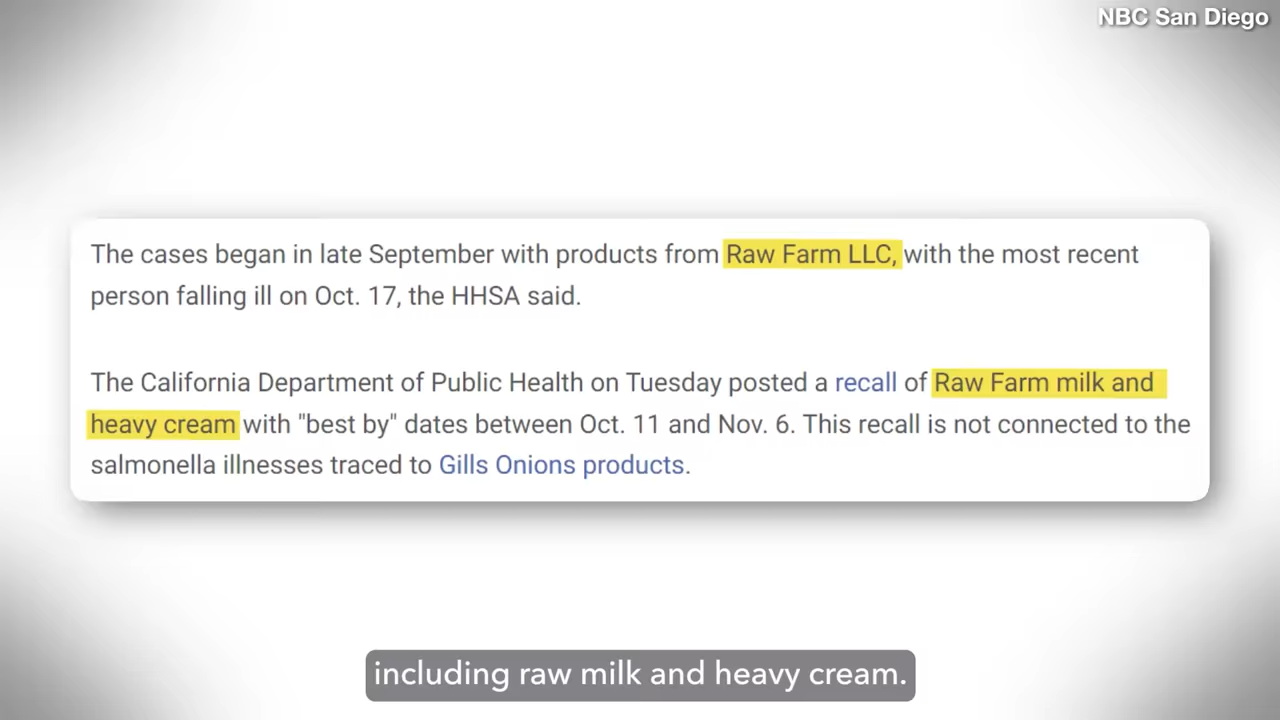 NBC San Diego
The cases began in late September with products from Raw Farm LLC, with the most recent
person falling ill on Oct. 17, the HHSA said.
The California Department of Public Health on Tuesday posted a recall of Raw Farm milk and
heavy cream with "best by" dates between Oct. 11 and Nov. 6. This recall is not connected to the
salmonella illnesses traced to Gills Onions products.
including raw milk and heavy cream.